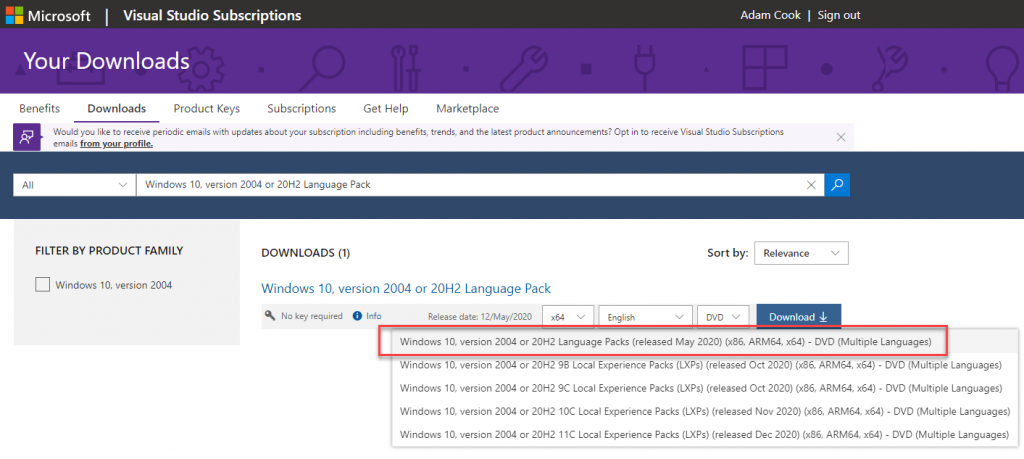 Microsoft | Visual Studio Subscriptions
Adam Cook | Sign out
Your Downloads
Benefits Downloads Product Keys Subscriptions Get Help Marketplace
Would you like to receive periodic emails with updates about your subscription including benefits, trends, and the latest product announcements? Opt in to receive Visual Studio Subscriptions
emails from your profile.
All Windows 10, version 2004 or 20H2 Language Pack
FILTER BY PRODUCT FAMILY
Windows 10, version 2004
DOWNLOADS (1)
Sort by: Relevance
Windows 10, version 2004 or 20H2 Language Pack
No key required Info Release date: 12/May/2020 x64 English DVD Download
Windows 10, version 2004 or 20H2 Language Packs (released May 2020) (x86, ARM64, x64) - DVD (Multiple Languages)
Windows 10, version 2004 or 20H2 9B Local Experience Packs (LXPs) (released Oct 2020) (x86, ARM64, x64) - DVD (Multiple Languages)
Windows 10, version 2004 or 20H2 9C Local Experience Packs (LXPs) (released Oct 2020) (x86, ARM64, x64) - DVD (Multiple Languages)
Windows 10, version 2004 or 20H2 10C Local Experience Packs (LXPs) (released Nov 2020) (x86, ARM64, x64) - DVD (Multiple Languages)
Windows 10, version 2004 or 20H2 11C Local Experience Packs (LXPs) (released Dec 2020) (x86, ARM64, x64) - DVD (Multiple Languages)